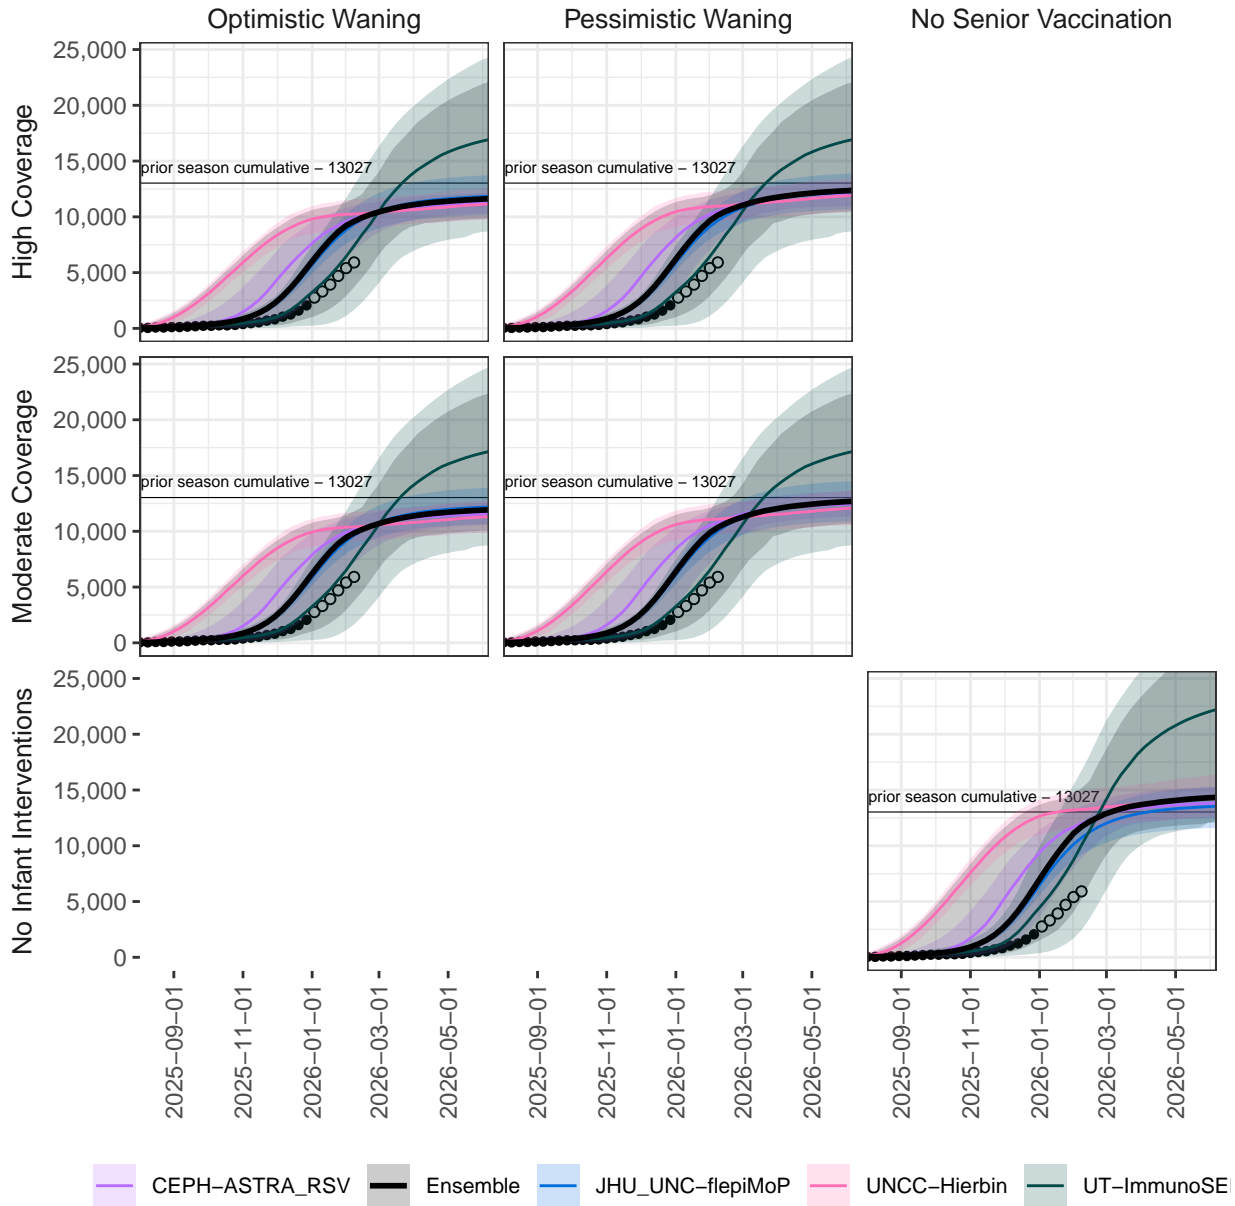 Optimistic Waning
Pessimistic Waning
No Senior Vaccination
High Coverage
25,000
20,000
15,000
10,000
5,000
0
prior season cumulative − 13027
prior season cumulative − 13027
Moderate Coverage
25,000
20,000
15,000
10,000
5,000
0
prior season cumulative − 13027
prior season cumulative − 13027
No Infant Interventions
25,000
20,000
15,000
10,000
5,000
0
prior season cumulative − 13027
2025−09−01
2025−11−01
2026−01−01
2026−03−01
2026−05−01
2025−09−01
2025−11−01
2026−01−01
2026−03−01
2026−05−01
2025−09−01
2025−11−01
2026−01−01
2026−03−01
2026−05−01
CEPH−ASTRA_RSV
Ensemble
JHU_UNC−flepiMoP
UNCC−Hierbin